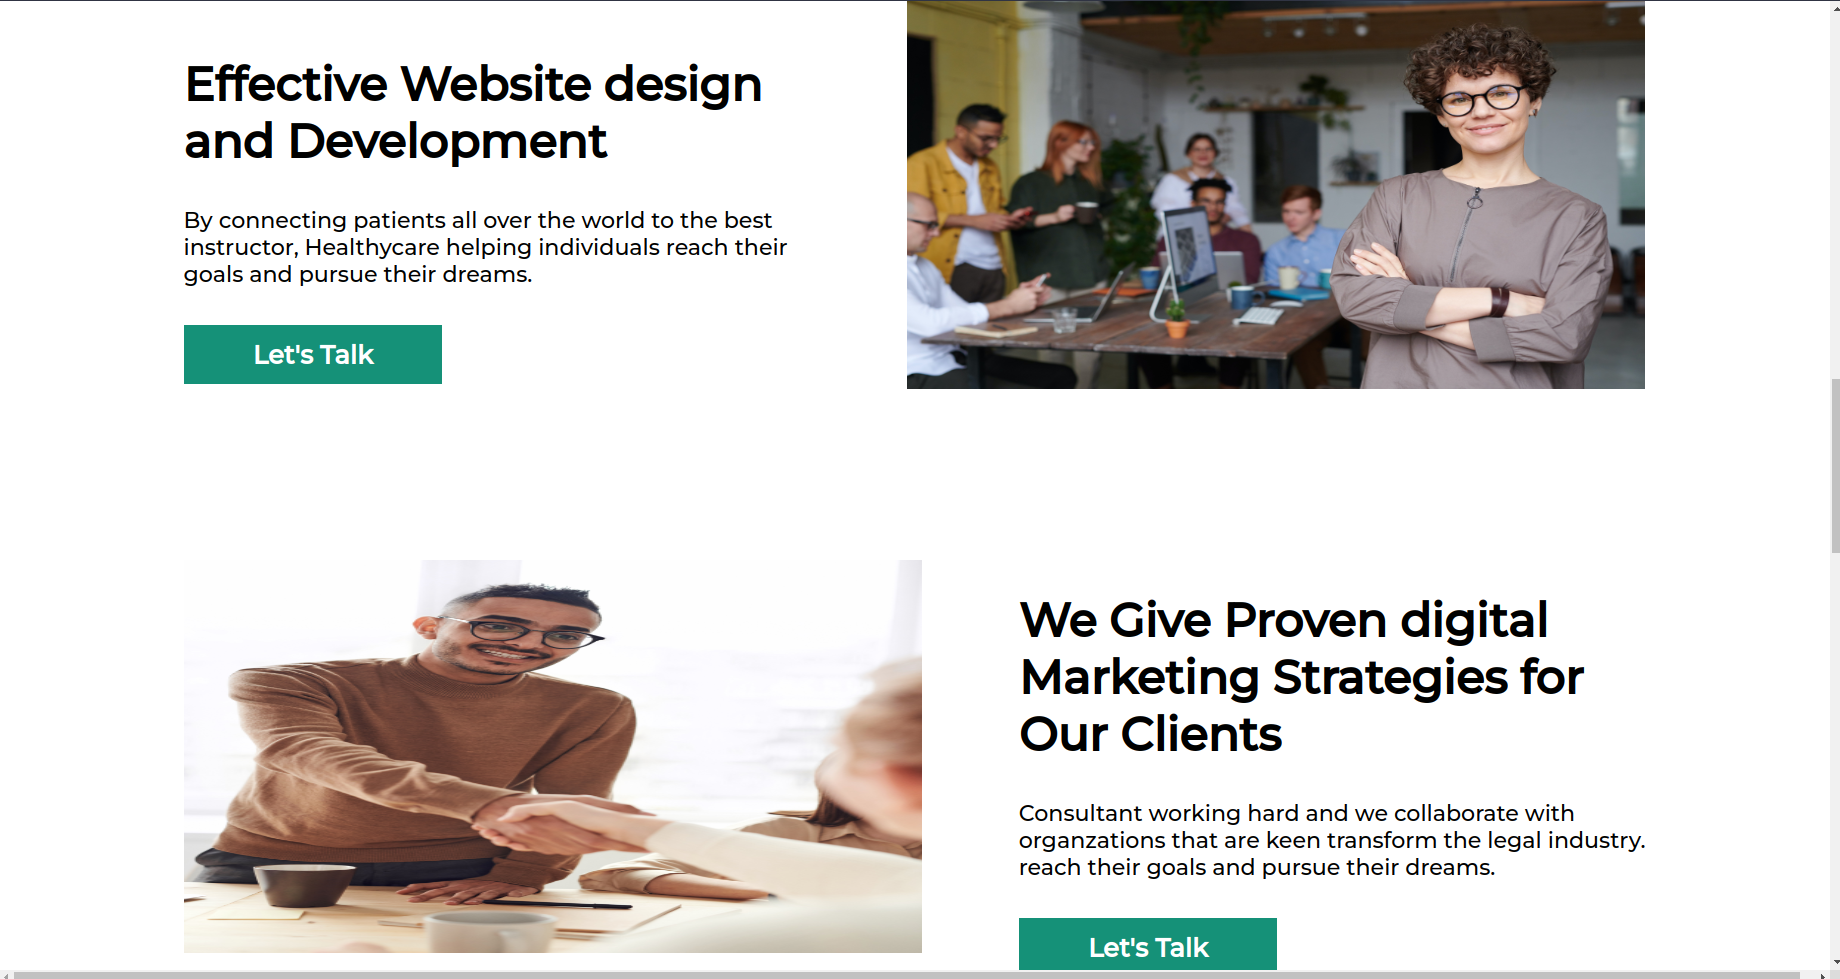 Effective Website design
and Development
By connecting patients all over the world to the best
instructor, Healthycare helping individuals reach their
goals and pursue their dreams.
Let's Talk
We Give Proven digital
Marketing Strategies for
Our Clients
Consultant working hard and we collaborate with
organzations that are keen transform the legal industry.
reach their goals and pursue their dreams.
Let's Talk